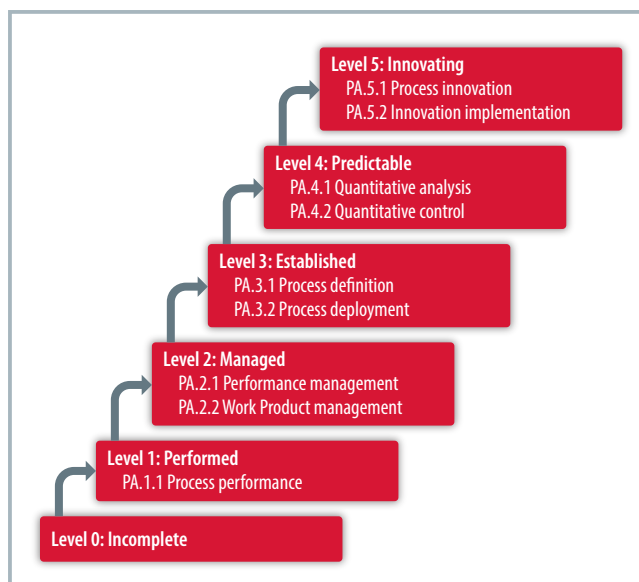 Level 5: Innovating
PA.5.1 Process innovation
PA.5.2 Innovation implementation
Level 4: Predictable
PA.4.1 Quantitative analysis
PA.4.2 Quantitative control
Level 3: Established
PA.3.1 Process definition
PA.3.2 Process deployment
Level 2: Managed
PA.2.1 Performance management
PA.2.2 Work Product management
Level 1: Performed
PA.1.1 Process performance
Level 0: Incomplete